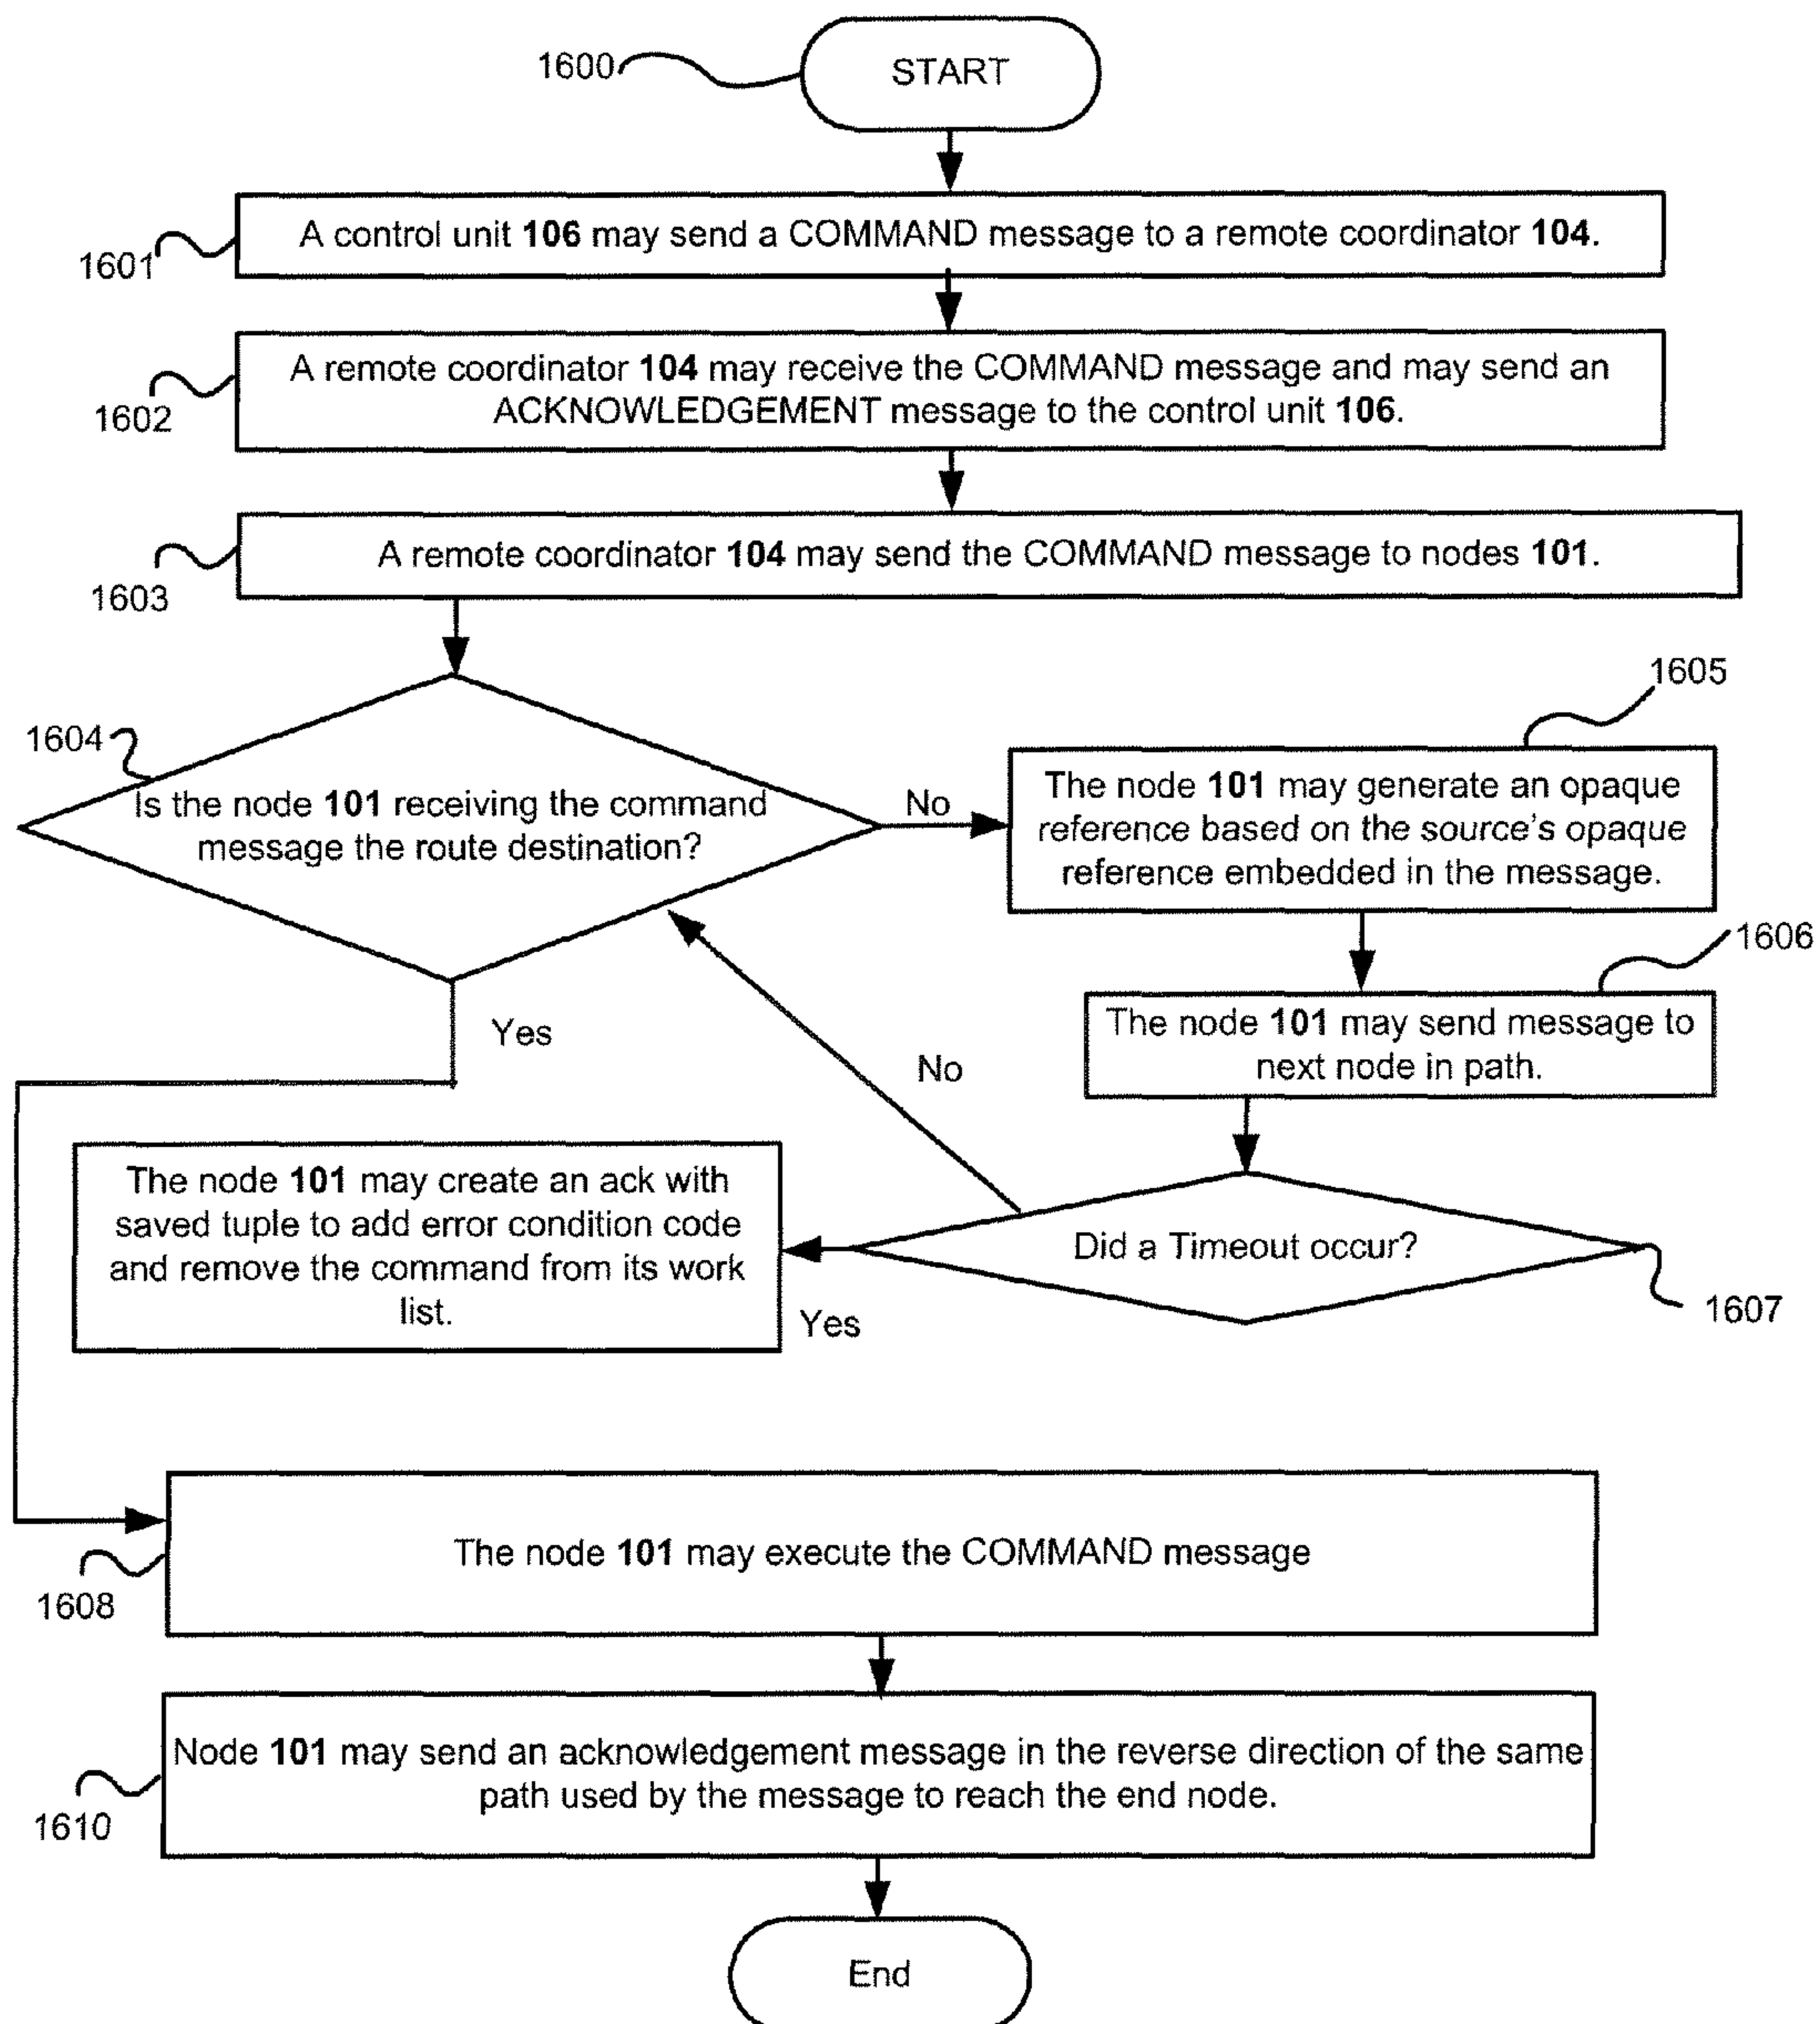 1600
START
1601
A control unit 106 may send a COMMAND message to a remote coordinator 104.
1602
A remote coordinator 104 may receive the COMMAND message and may send an
ACKNOWLEDGEMENT message to the control unit 106.
1603
A remote coordinator 104 may send the COMMAND message to nodes 101.
1604
Is the node 101 receiving the command
message the route destination?
No
1605
The node 101 may generate an opaque
reference based on the source's opaque
reference embedded in the message.
1606
The node 101 may send message to
next node in path.
Yes
No
The node 101 may create an ack with
saved tuple to add error condition code
and remove the command from its work
list.
Did a Timeout occur?
Yes
1607
1608
The node 101 may execute the COMMAND message
1610
Node 101 may send an acknowledgement message in the reverse direction of the same
path used by the message to reach the end node.
End